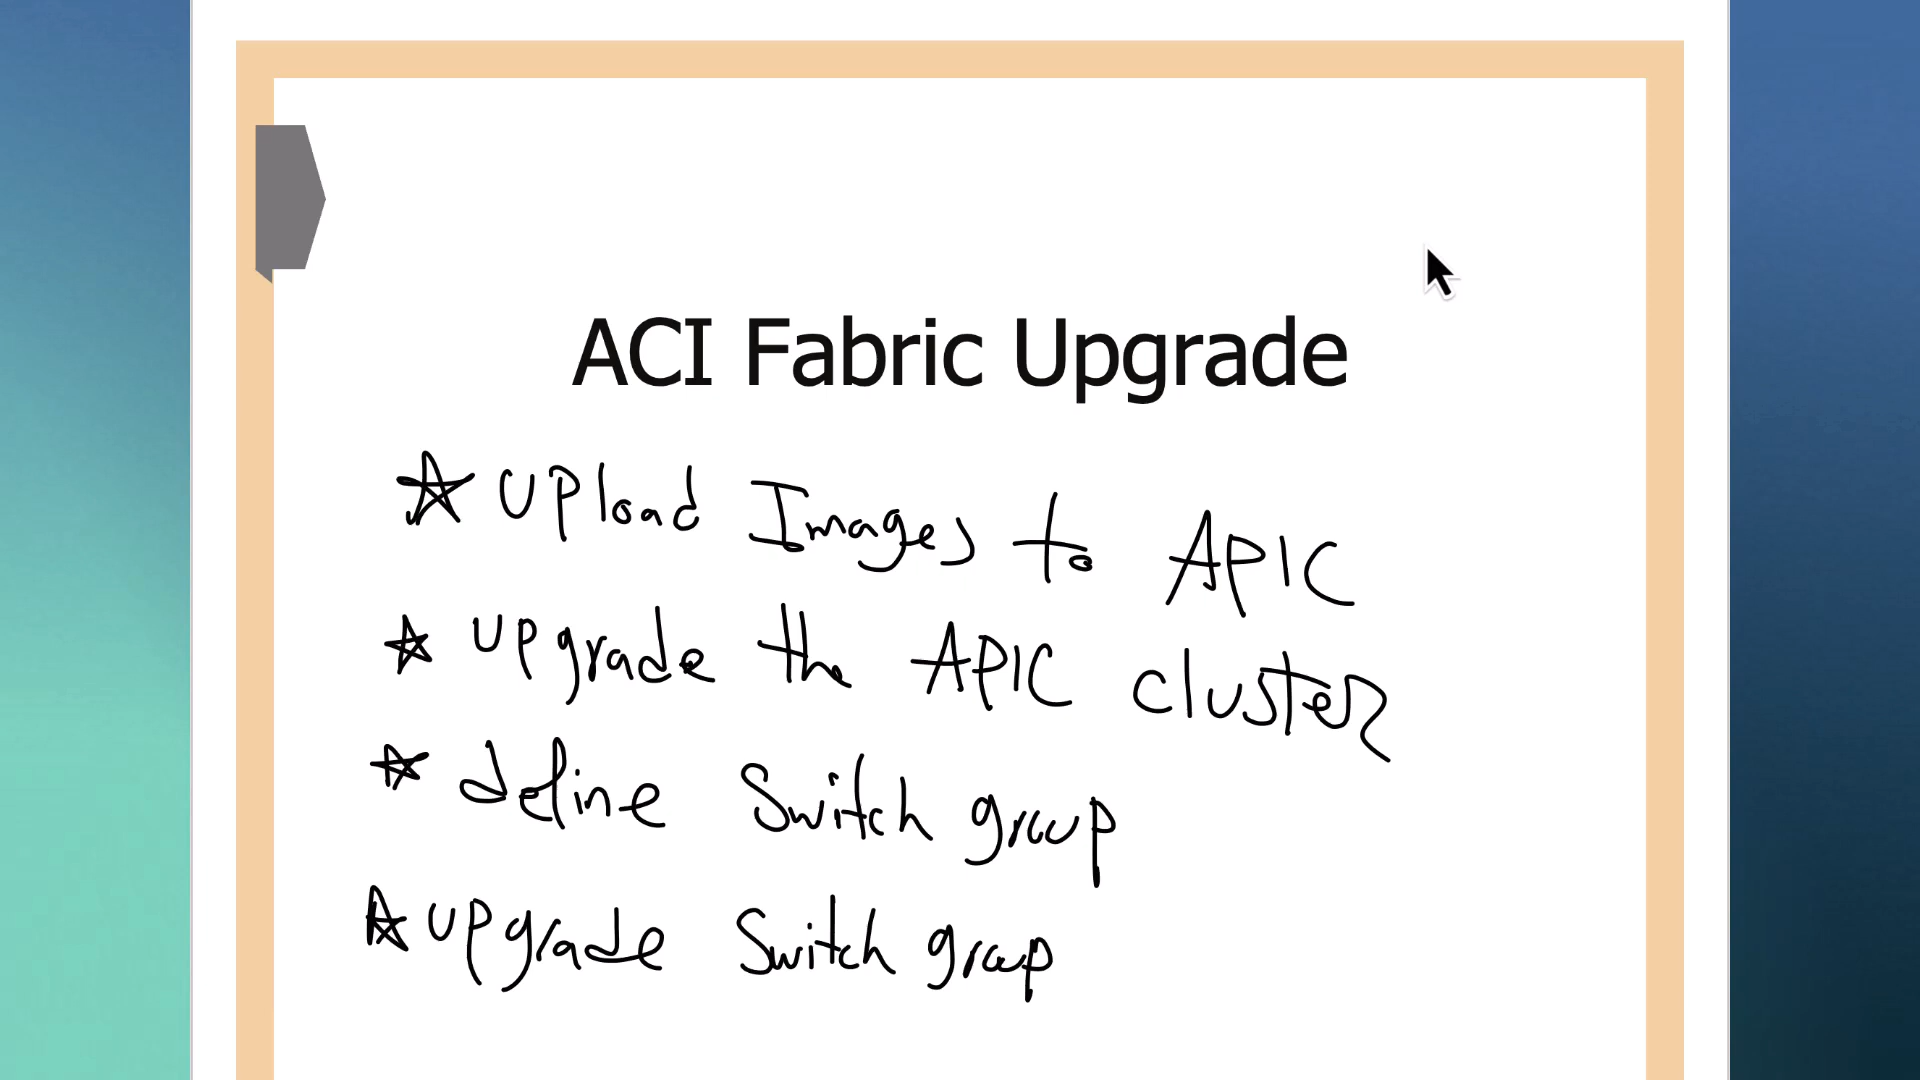 ACI Fabric Upgrade
☆ Upload Images to APIC
☆ upgrade the APIC cluster
☆ define Switch group
☆ upgrade Switch group